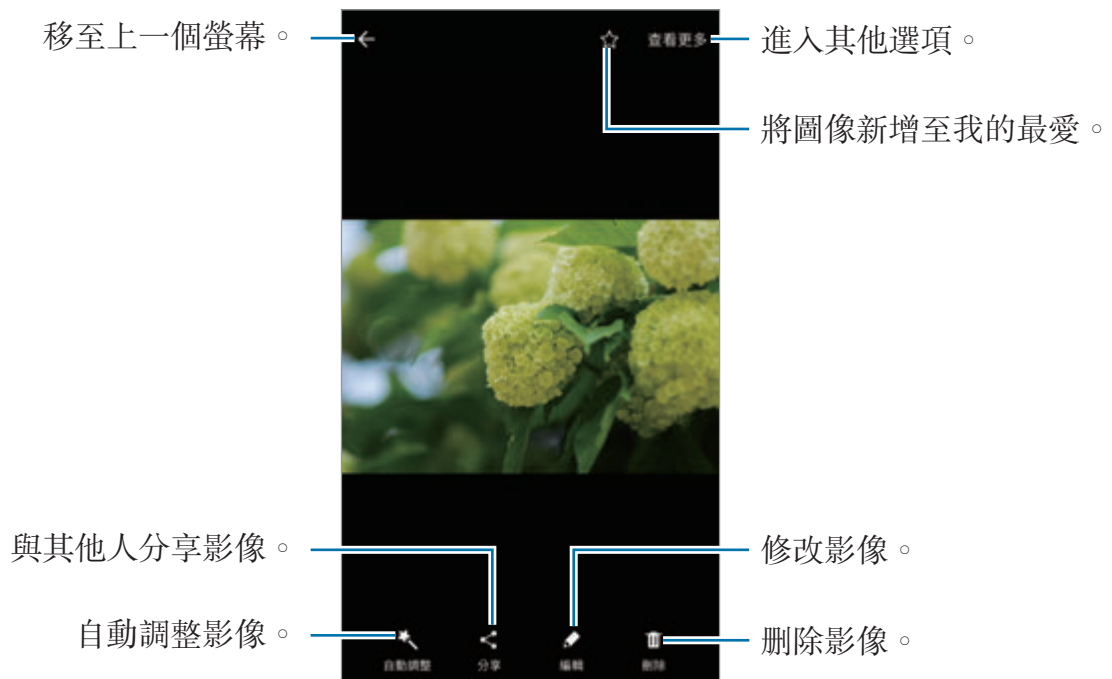 移至上一個螢幕。
查看更多
進入其他選項。
將圖像新增至我的最愛。
與其他人分享影像。
修改影像。
自動調整影像。
刪除影像。
自動調整
分享
編輯
刪除